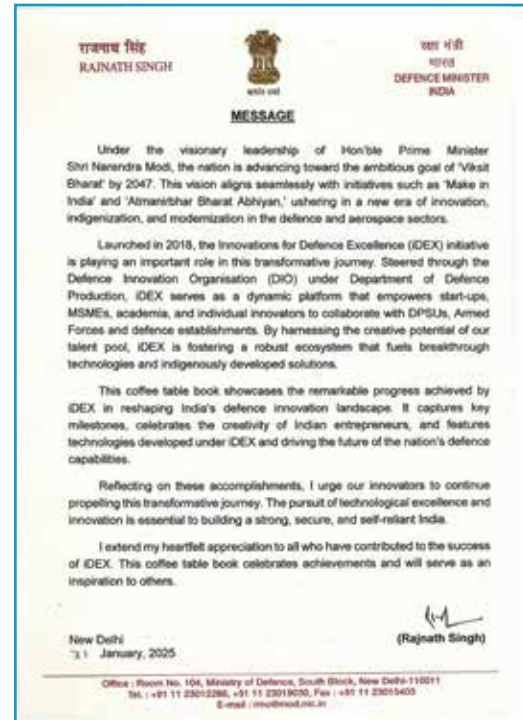 राजनाथ सिंह
RAJNATH SINGH
रक्षा मंत्री
भारत
DEFENCE MINISTER
INDIA
MESSAGE
Under the visionary leadership of Hon'ble Prime Minister
Shri Narendra Modi, the nation is advancing toward the ambitious goal of 'Viksit
Bharat' by 2047. This vision aligns seamlessly with initiatives such as 'Make in
India' and 'Atmanirbhar Bharat Abhiyan,' ushering in a new era of innovation,
indigenization, and modernization in the defence and aerospace sectors.
Launched in 2018, the Innovations for Defence Excellence (iDEX) initiative
is playing an important role in this transformative journey. Steered through the
Defence Innovation Organisation (DIO) under Department of Defence
Production, iDEX serves as a dynamic platform that empowers start-ups,
MSMEs, academia, and individual innovators to collaborate with DPSUs, Armed
Forces and defence establishments. By harnessing the creative potential of our
talent pool, iDEX is fostering a robust ecosystem that fuels breakthrough
technologies and indigenously developed solutions.
This coffee table book showcases the remarkable progress achieved by
iDEX in reshaping India's defence innovation landscape. It captures key
milestones, celebrates the creativity of Indian entrepreneurs, and features
technologies developed under iDEX and driving the future of the nation's defence
capabilities.
Reflecting on these accomplishments, I urge our innovators to continue
propelling this transformative journey. The pursuit of technological excellence and
innovation is essential to building a strong, secure, and self-reliant India.
I extend my heartfelt appreciation to all who have contributed to the success
of iDEX. This coffee table book celebrates achievements and will serve as an
inspiration to others.
New Delhi
January, 2025
(Rajnath Singh)
Office : Room No. 104, Ministry of Defence, South Block, New Delhi-110011
Tel. : +91 11 23012286, +91 11 23019030, Fax : +91 11 23015403
E-mail :